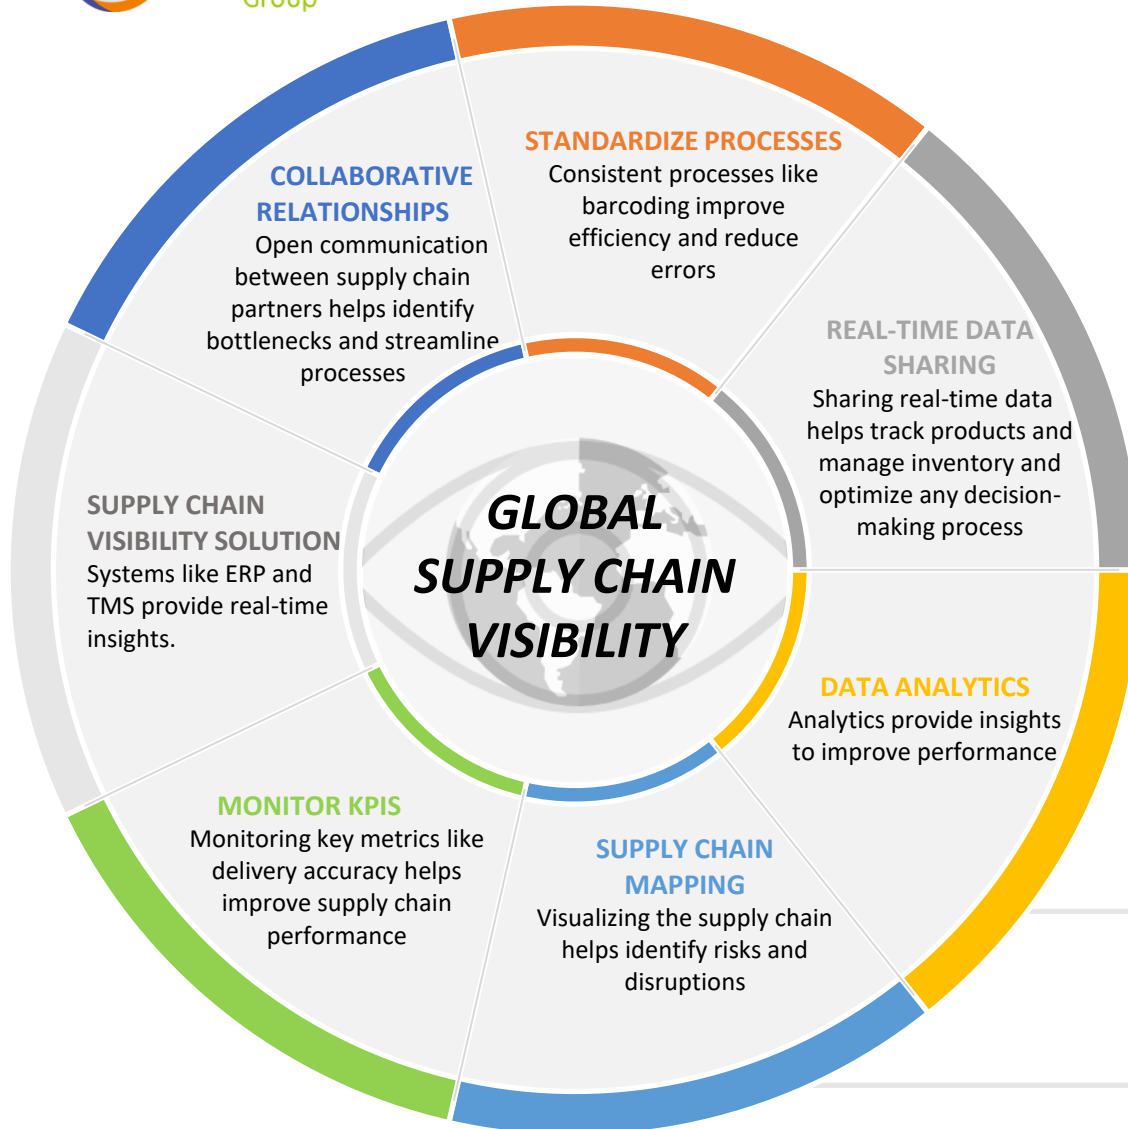 Group
STANDARDIZE PROCESSES
Consistent processes like
barcoding improve
efficiency and reduce
errors
COLLABORATIVE
RELATIONSHIPS
Open communication
between supply chain
partners helps identify
bottlenecks and streamline
processes
REAL-TIME DATA
SHARING
Sharing real-time data
helps track products and
manage inventory and
optimize any decision-
making process
SUPPLY CHAIN
VISIBILITY SOLUTION
Systems like ERP and
TMS provide real-time
insights.
GLOBAL
SUPPLY CHAIN
VISIBILITY
DATA ANALYTICS
Analytics provide insights
to improve performance
MONITOR KPIS
Monitoring key metrics like
delivery accuracy helps
improve supply chain
performance
SUPPLY CHAIN
MAPPING
Visualizing the supply chain
helps identify risks and
disruptions